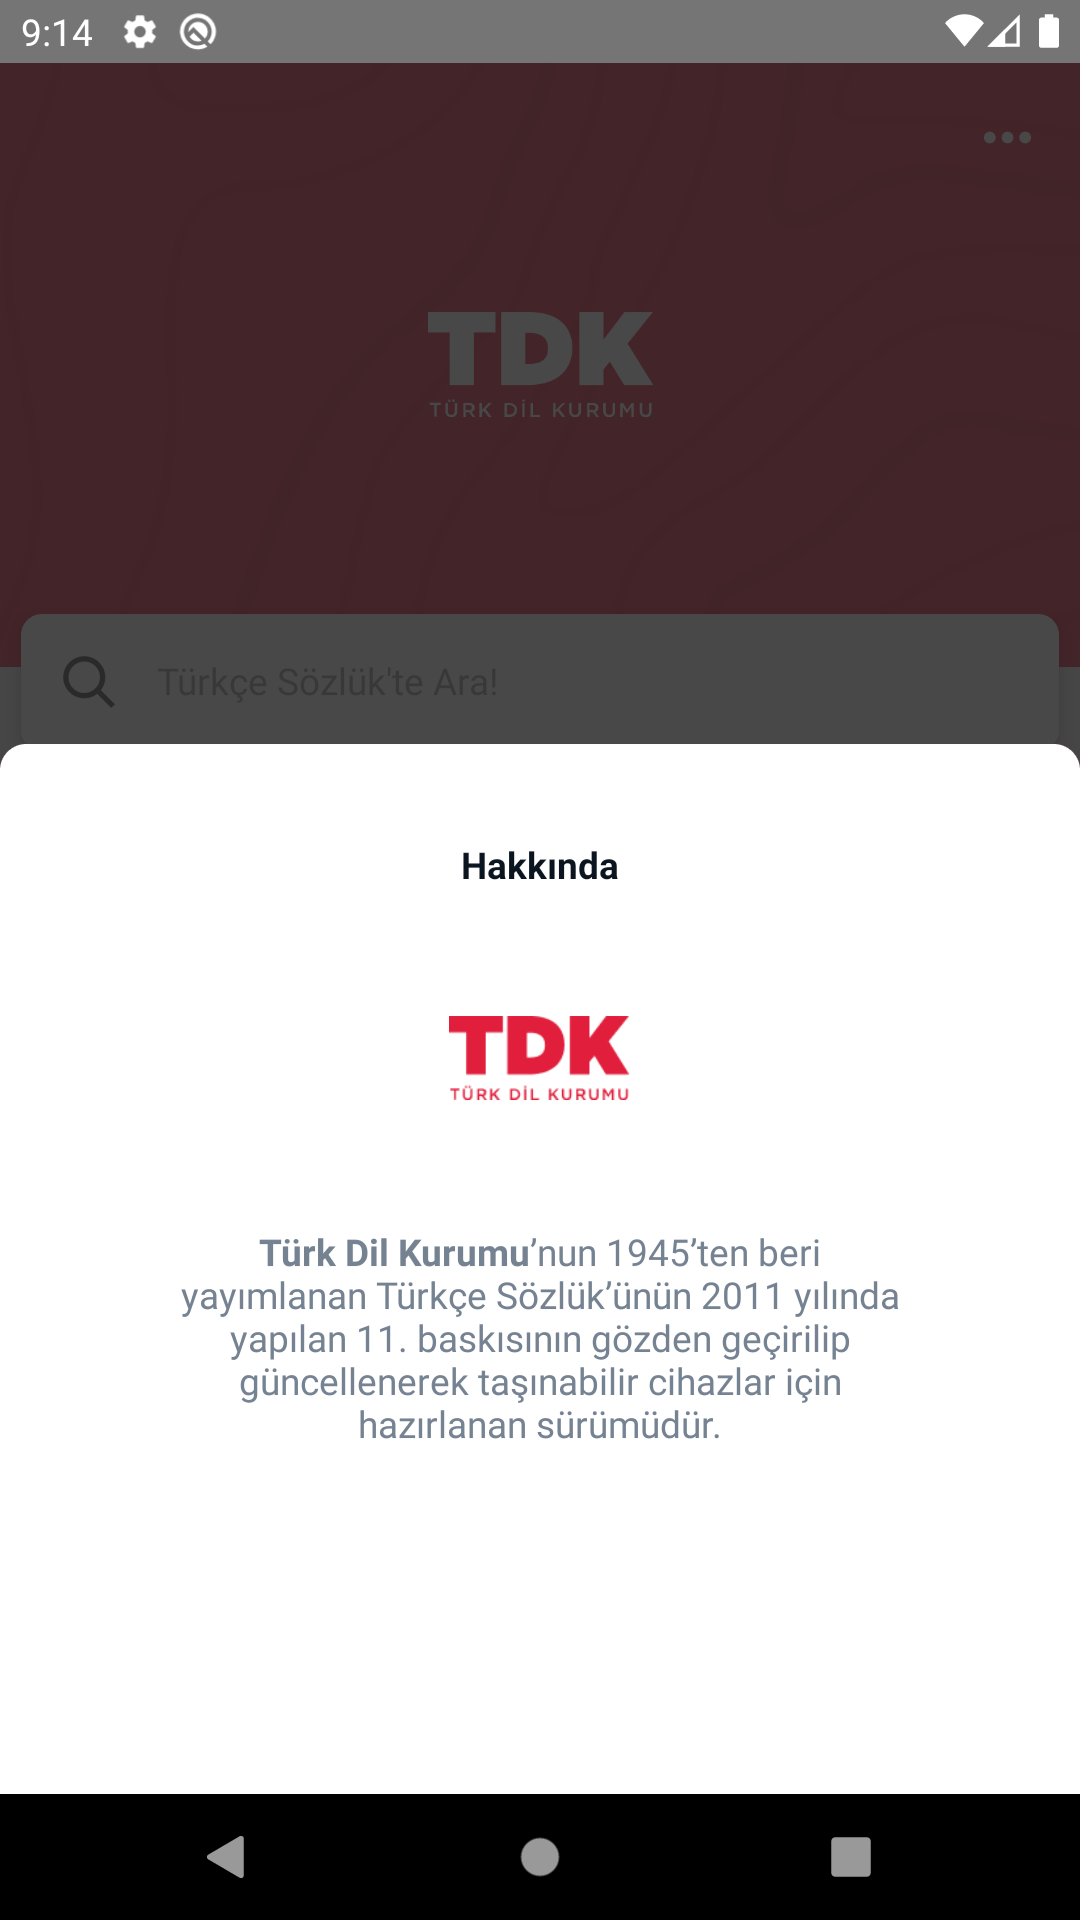 9:14
TDK
TÜRK DİL KURUMU
Türkçe Sözlük'te Ara!
Hakkında
TDK
TÜRK DİL KURUMU
Türk Dil Kurumu’nun 1945’ten beri
yayımlanan Türkçe Sözlük’ünün 2011 yılında
yapılan 11. baskısının gözden geçirilip
güncellenerek taşınabilir cihazlar için
hazırlanan sürümüdür.